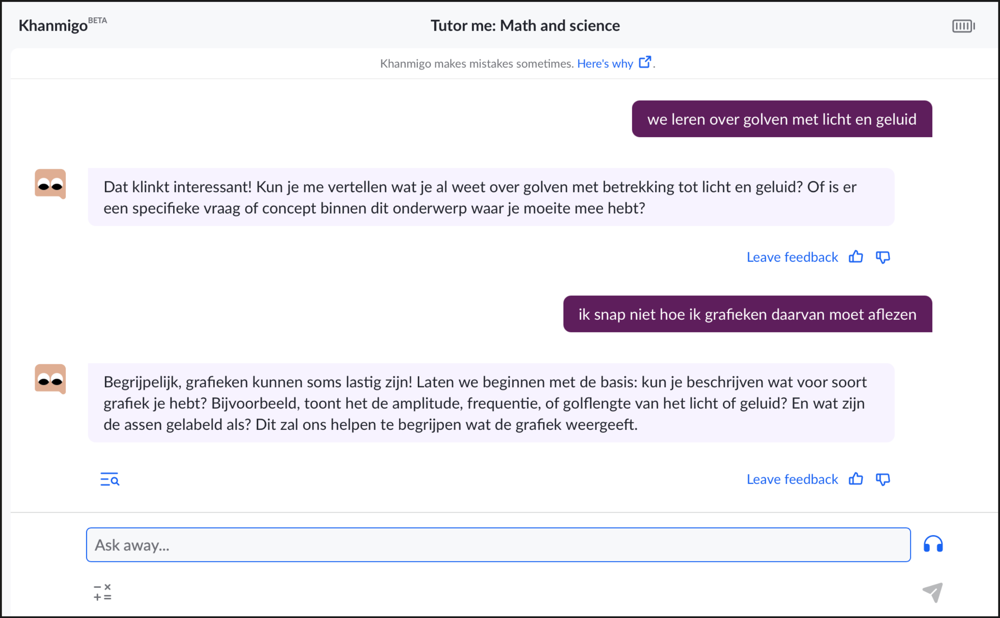 Khanmigo BETA
Tutor me: Math and science
Khanmigo makes mistakes sometimes. Here's why .
we leren over golven met licht en geluid
Dat klinkt interessant! Kun je me vertellen wat je al weet over golven met betrekking tot licht en geluid? Of is er
een specifieke vraag of concept binnen dit onderwerp waar je moeite mee hebt?
Leave feedback
ik snap niet hoe ik grafieken daarvan moet aflezen
Begrijpelijk, grafieken kunnen soms lastig zijn! Laten we beginnen met de basis: kun je beschrijven wat voor soort
grafiek je hebt? Bijvoorbeeld, toont het de amplitude, frequentie, of golflengte van het licht of geluid? En wat zijn
de assen gelabeld als? Dit zal ons helpen te begrijpen wat de grafiek weergeeft.
Leave feedback
Ask away...